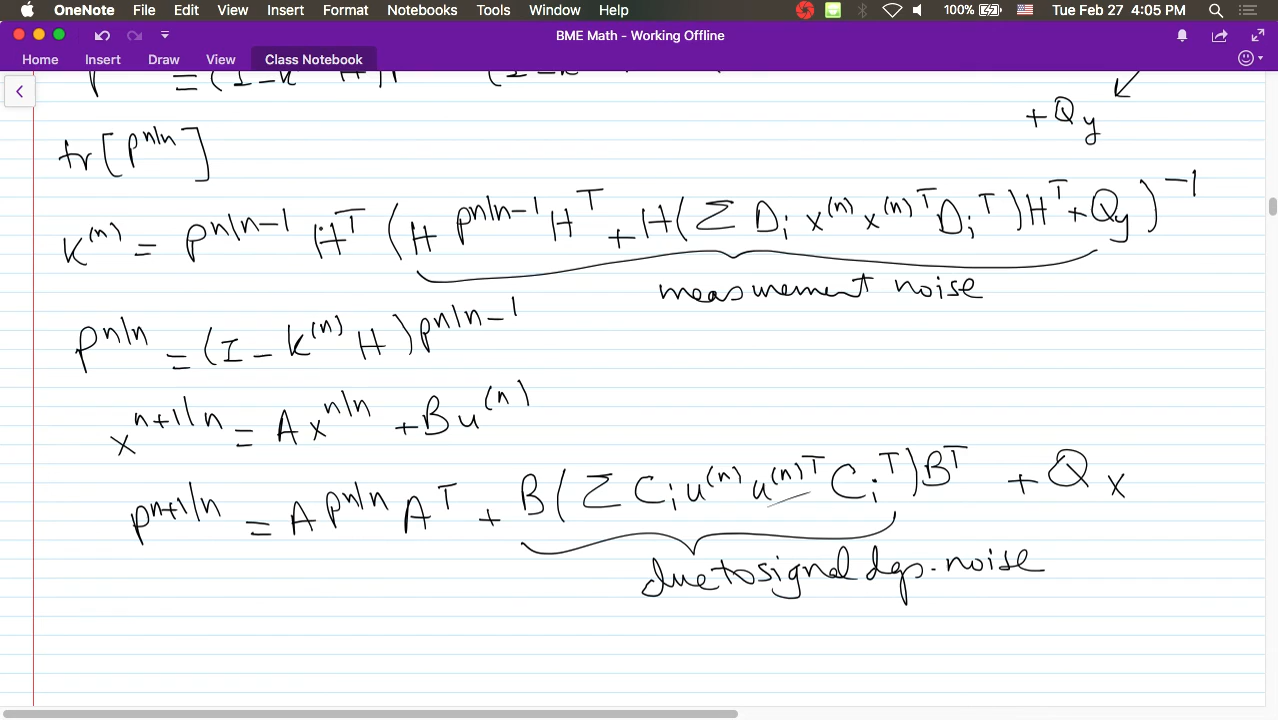 OneNote File Edit View Insert Format Notebooks Tools Window Help 100% Tue Feb 27 4:05 PM
BME Math - Working Offline
Home Insert Draw View Class Notebook
= (I - K H) P (I - K
+ Q_y
tr[P^{n|n}]
K^{(n)} = P^{n|n-1} H^T (H P^{n|n-1} H^T + H(Σ D_i x^{(n)} x^{(n)T} D_i^T) H^T + Q_y)^{-1}
measurement noise
P^{n|n} = (I - K^{(n)} H) P^{n|n-1}
x^{n+1|n} = A x^{n|n} + B u^{(n)}
P^{n+1|n} = A P^{n|n} A^T + B(Σ C_i u^{(n)} u^{(n)T} C_i^T) B^T + Q_x
due to signal dep. noise